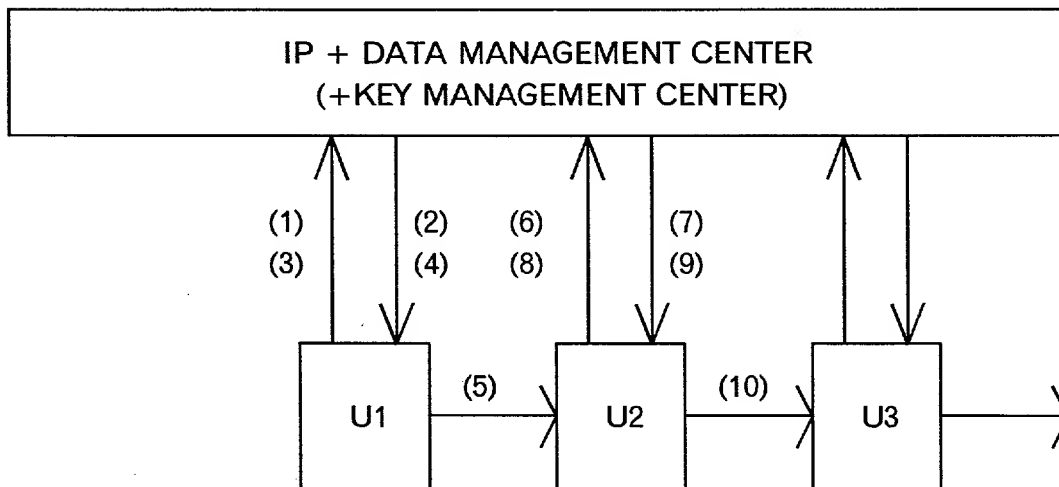 IP + DATA MANAGEMENT CENTER
(+KEY MANAGEMENT CENTER)
(1) (2) (6) (7)
(3) (4) (8) (9)
(5) (10)
U1 U2 U3